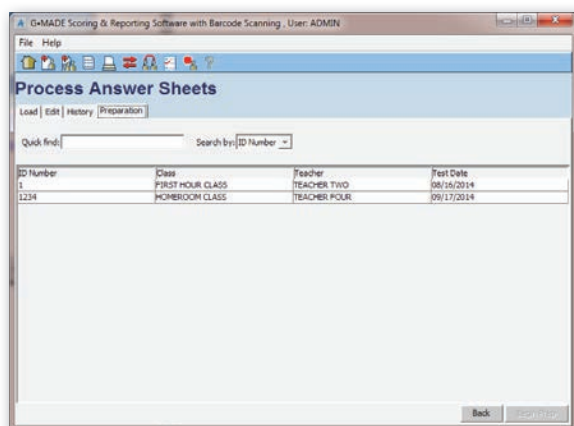 G•MADE Scoring & Reporting Software with Barcode Scanning , User: ADMIN
File Help
Process Answer Sheets
Load Edit History Preparation
Quick find: Search by: ID Number
ID Number Class Teacher Test Date
1 FIRST HOUR CLASS TEACHER TWO 08/16/2014
1234 HOMEROOM CLASS TEACHER FOUR 09/17/2014
Back